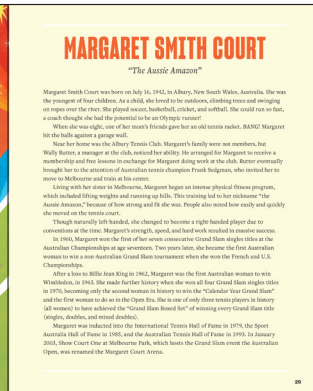 MARGARET SMITH COURT
"The Aussie Amazon"
Margaret Smith Court was born on July 16, 1942, in Albury, New South Wales, Australia. She was
the youngest of four children. As a child, she loved to be outdoors, climbing trees and swinging
on ropes over the river. She played soccer, basketball, cricket, and softball. She could run so fast,
a coach thought she had the potential to be an Olympic runner!
When she was eight, one of her mom's friends gave her an old tennis racket. BANG! Margaret
hit the balls against a garage wall.
Near her home was the Albury Tennis Club. Margaret's family were not members, but
Wally Rutter, a manager at the club, noticed her ability. He arranged for Margaret to receive a
membership and free lessons in exchange for Margaret doing work at the club. Rutter eventually
brought her to the attention of Australian tennis champion Frank Sedgman, who invited her to
move to Melbourne and train at his center.
Living with her sister in Melbourne, Margaret began an intense physical fitness program,
which included lifting weights and running up hills. This training led to her nickname "the
Aussie Amazon," because of how strong and fit she was. People also noted how easily and quickly
she moved on the tennis court.
Though naturally left-handed, she changed to become a right-handed player due to
conventions at the time. Margaret's strength, speed, and hard work resulted in massive success.
In 1960, Margaret won the first of her seven consecutive Grand Slam singles titles at the
Australian Championships at age seventeen. Two years later, she became the first Australian
woman to win a non-Australian Grand Slam tournament when she won the French and U.S.
Championships.
After a loss to Billie Jean King in 1962, Margaret was the first Australian woman to win
Wimbledon, in 1963. She made further history when she won all four Grand Slam singles titles
in 1970, becoming only the second woman in history to win the "Calendar Year Grand Slam"
and the first woman to do so in the Open Era. She is one of only three tennis players in history
(all women) to have achieved the "Grand Slam Boxed Set" of winning every Grand Slam title
(singles, doubles, and mixed doubles).
Margaret was inducted into the International Tennis Hall of Fame in 1979, the Sport
Australia Hall of Fame in 1985, and the Australian Tennis Hall of Fame in 1993. In January
2003, Show Court One at Melbourne Park, which hosts the Grand Slam event the Australian
Open, was renamed the Margaret Court Arena.
29